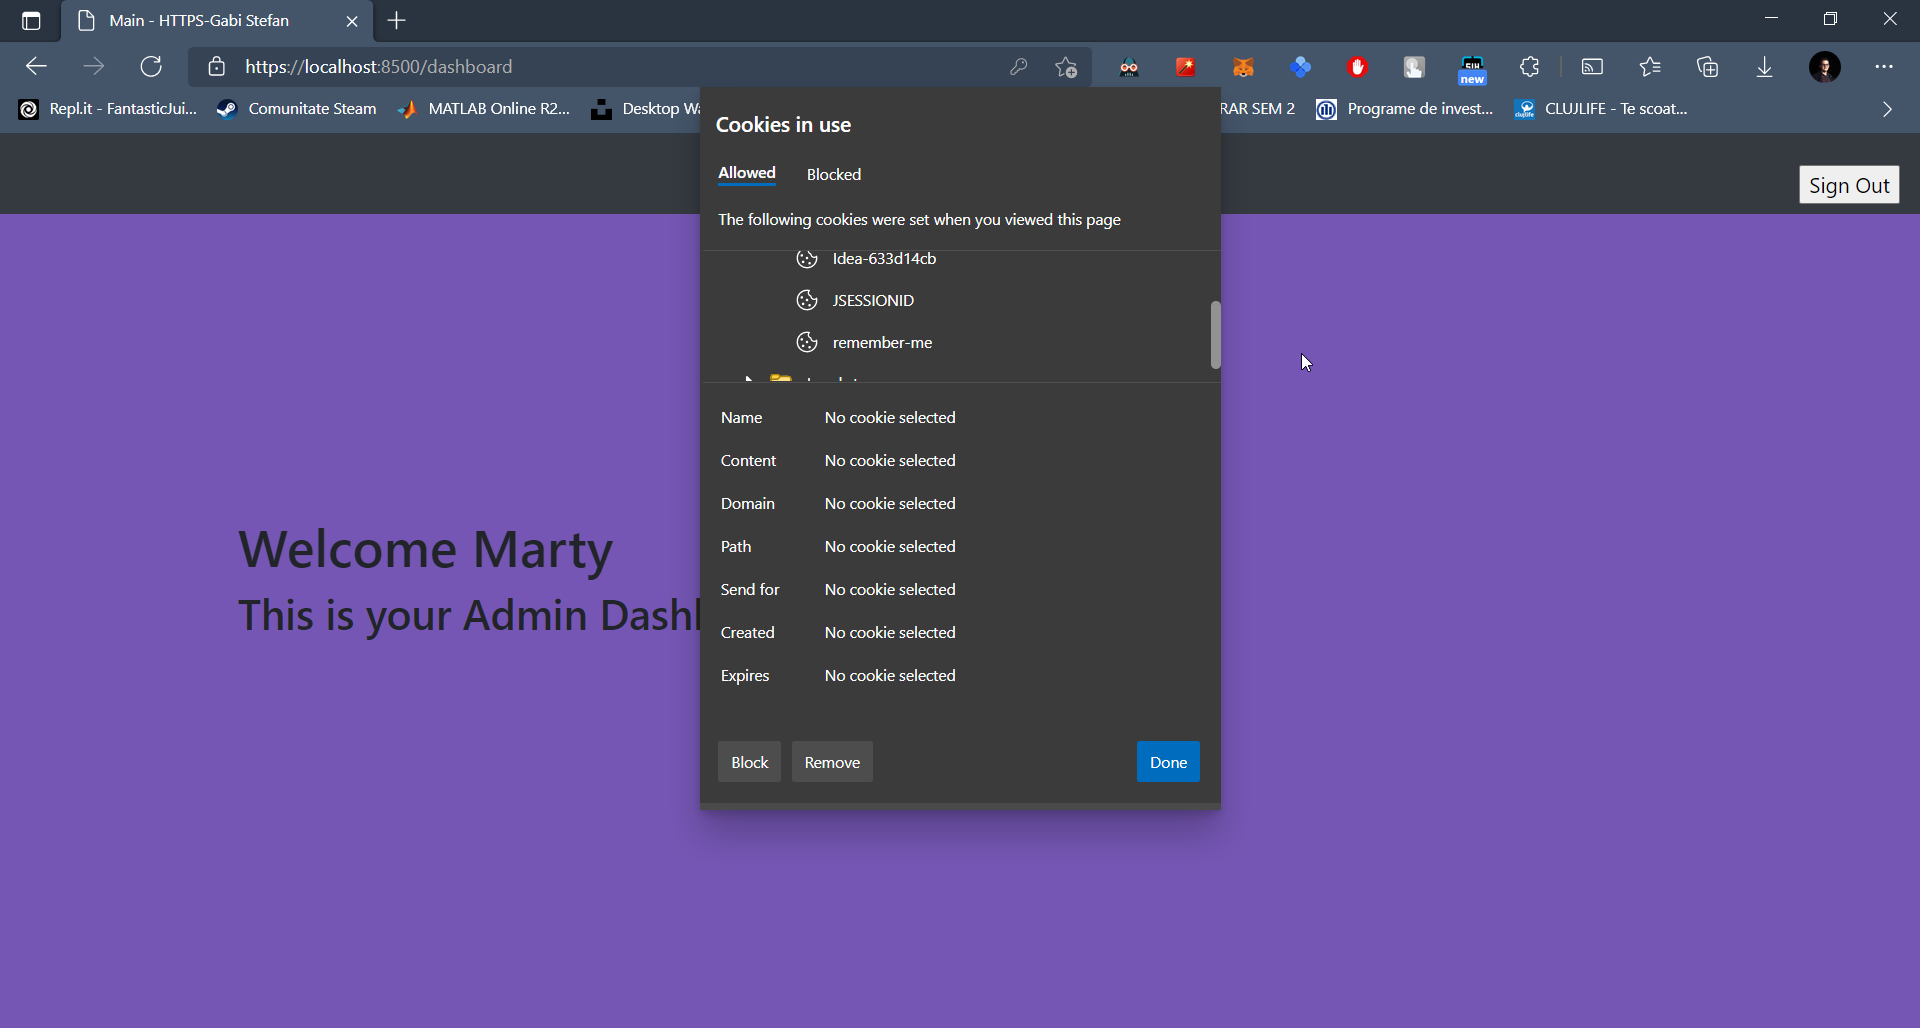 Main - HTTPS-Gabi Stefan
https://localhost:8500/dashboard
new
Repl.it - FantasticJui... Comunitate Steam MATLAB Online R2... Desktop Wa RAR SEM 2 Programe de invest... CLUJLIFE - Te scoat...
Sign Out
Cookies in use
Allowed Blocked
The following cookies were set when you viewed this page
Idea-633d14cb
JSESSIONID
remember-me
Name No cookie selected
Content No cookie selected
Domain No cookie selected
Path No cookie selected
Send for No cookie selected
Created No cookie selected
Expires No cookie selected
Block Remove Done
Welcome Marty
This is your Admin Dash